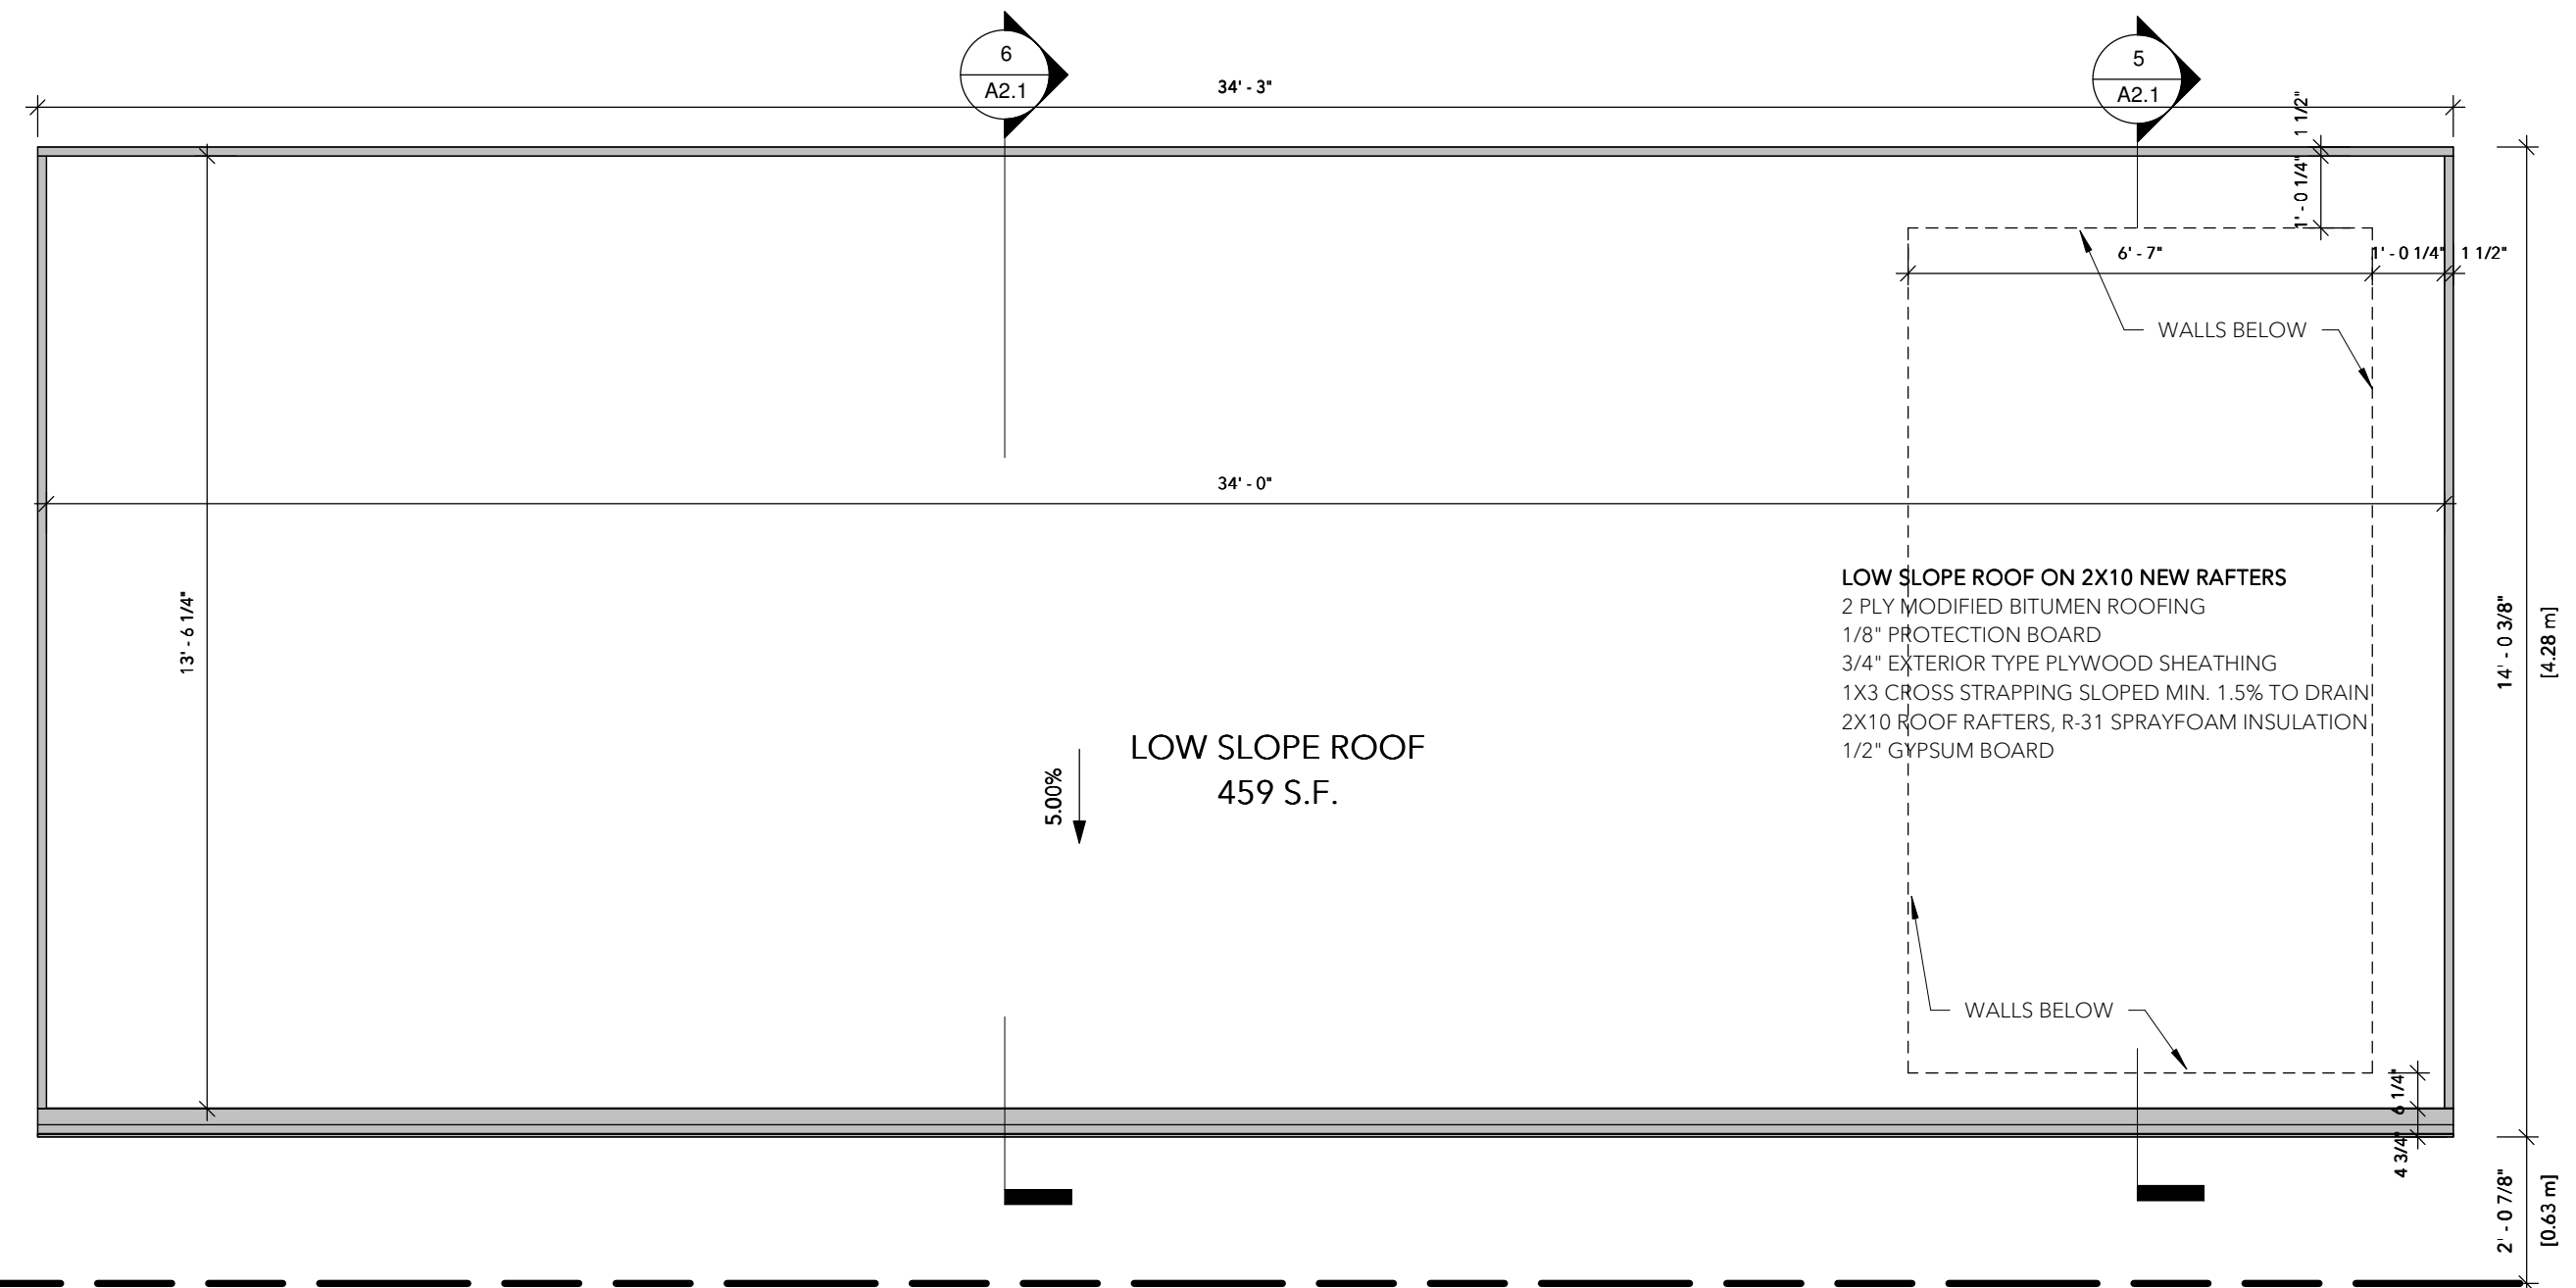 6
A2.1
5
A2.1
34' - 3"
1 1/2"
1' - 0 1/4"
6' - 7"
1' - 0 1/4"
1 1/2"
WALLS BELOW
34' - 0"
13' - 6 1/4"
LOW SLOPE ROOF ON 2X10 NEW RAFTERS
2 PLY MODIFIED BITUMEN ROOFING
1/8" PROTECTION BOARD
3/4" EXTERIOR TYPE PLYWOOD SHEATHING
1X3 CROSS STRAPPING SLOPED MIN. 1.5% TO DRAIN
2X10 ROOF RAFTERS, R-31 SPRAYFOAM INSULATION
1/2" GYPSUM BOARD
14' - 0 3/8"
[4.28 m]
LOW SLOPE ROOF
459 S.F.
5.00%
WALLS BELOW
6 1/4"
4 3/4"
2' - 0 7/8"
[0.63 m]